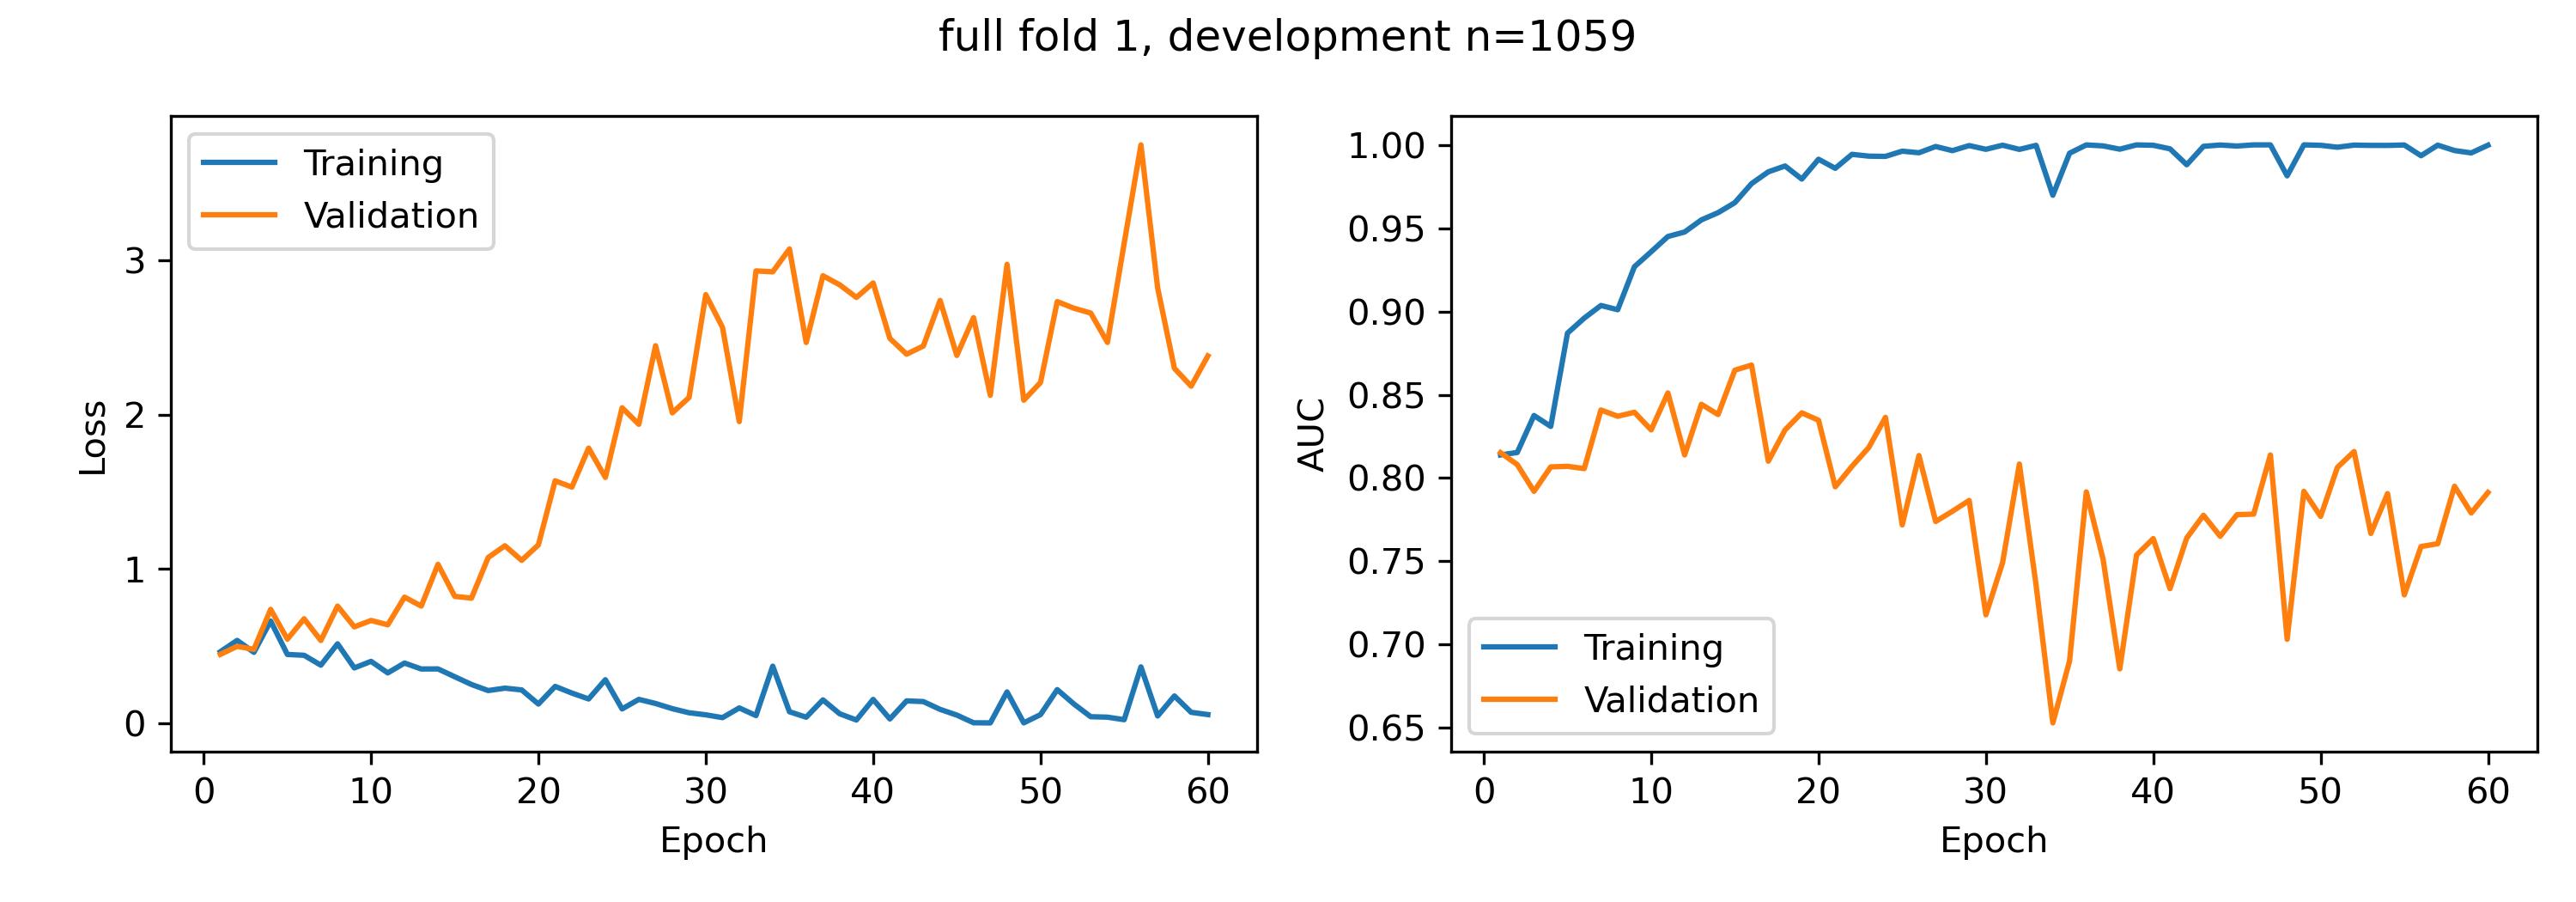 full fold 1, development n=1059
Training
Validation
Loss
3
2
1
0
0 10 20 30 40 50 60
Epoch
AUC
1.00
0.95
0.90
0.85
0.80
0.75
0.70
0.65
Training
Validation
0 10 20 30 40 50 60
Epoch